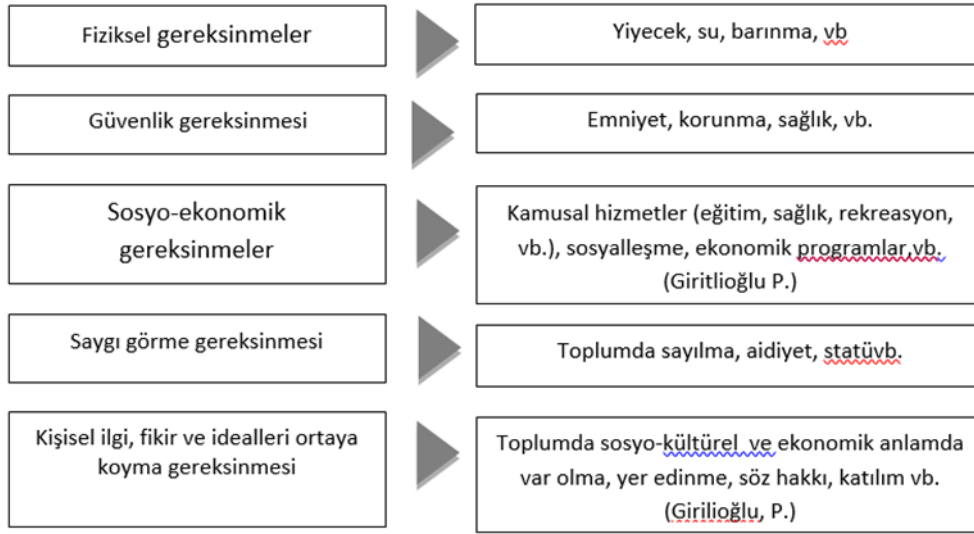 Fiziksel gereksinmeler
Yiyecek, su, barınma, vb
Güvenlik gereksinmesi
Emniyet, korunma, sağlık, vb.
Sosyo-ekonomik
gereksinmeler
Kamusal hizmetler (eğitim, sağlık, rekreasyon,
vb.), sosyalleşme, ekonomik programlar,vb.
(Giritlioğlu P.)
Saygı görme gereksinmesi
Toplumda sayılma, aidiyet, statüvb.
Kişisel ilgi, fikir ve idealleri ortaya
koyma gereksinmesi
Toplumda sosyo-kültürel ve ekonomik anlamda
var olma, yer edinme, söz hakkı, katılım vb.
(Girilioğlu, P.)